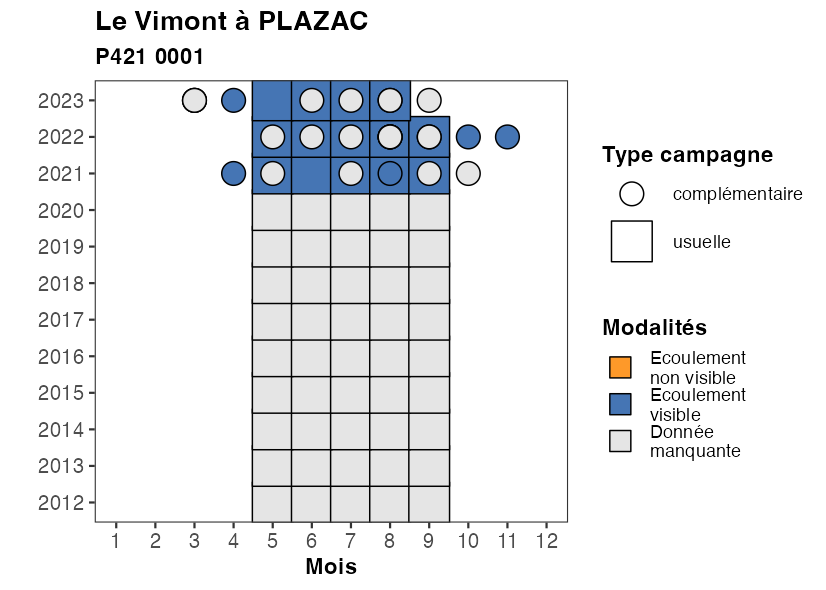 Le Vimont à PLAZAC
P421 0001
2023
2022
2021
2020
2019
2018
2017
2016
2015
2014
2013
2012
1 2 3 4 5 6 7 8 9 10 11 12
Mois
Type campagne
complémentaire
usuelle
Modalités
Ecoulement
non visible
Ecoulement
visible
Donnée
manquante